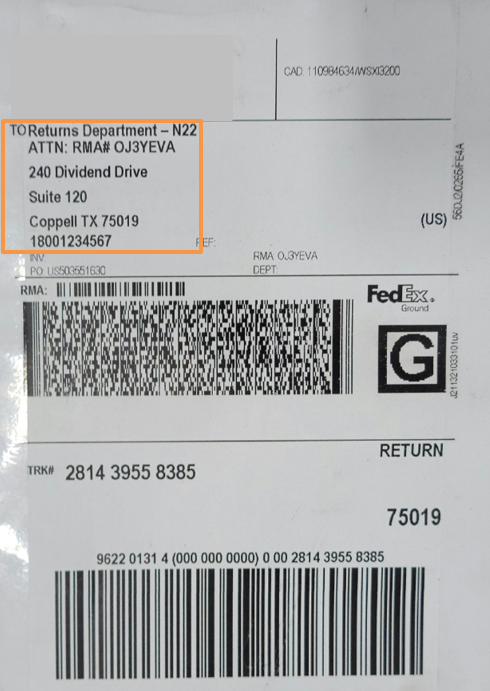 CAD: 110984634/WSXI3200
TO Returns Department – N22
ATTN: RMA# OJ3YEVA
240 Dividend Drive
Suite 120
Coppell TX 75019
(US)
18001234567
REF:
INV:
RMA OJ3YEVA
PO: US503551630
DEPT:
RMA:
FedEx®
Ground
G
RETURN
TRK# 2814 3955 8385
75019
9622 0131 4 (000 000 0000) 0 00 2814 3955 8385
560J2/0265/FE4A
J211321033101uv